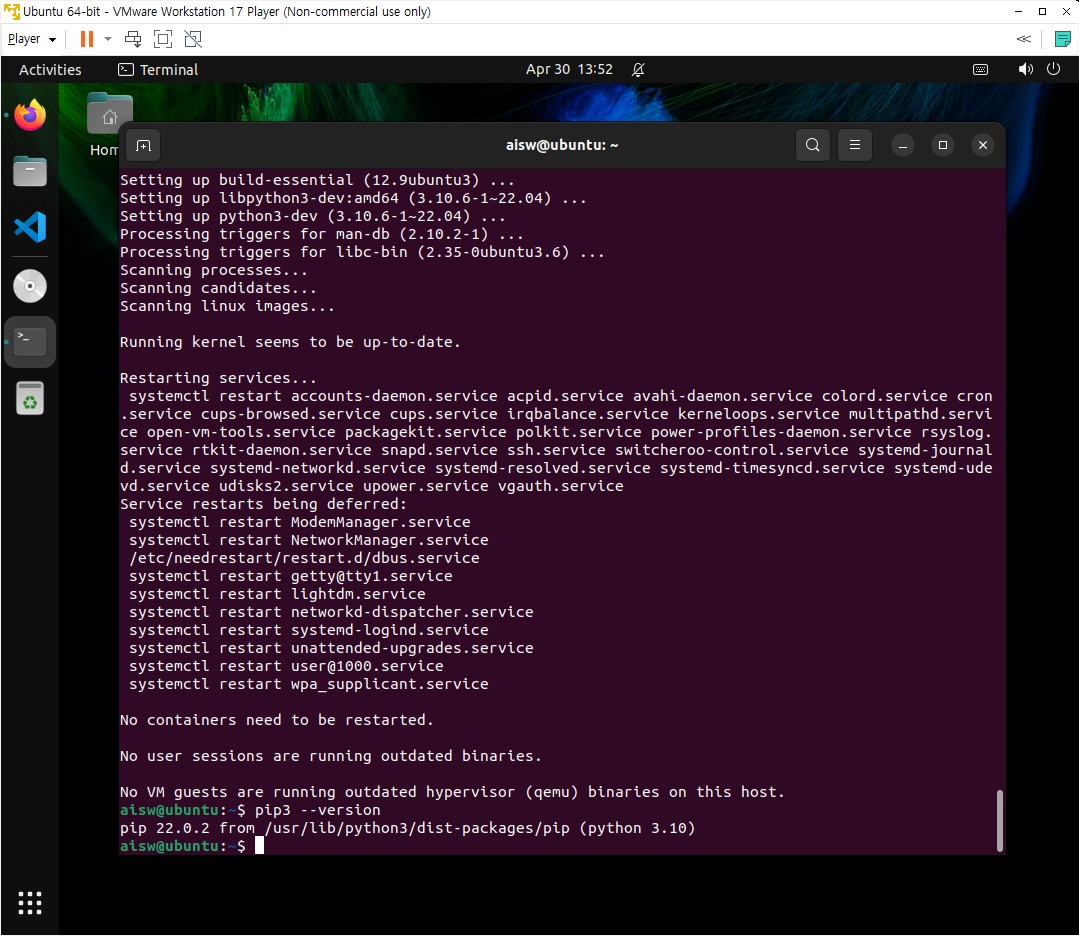 Ubuntu 64-bit - VMware Workstation 17 Player (Non-commercial use only)
Player
Activities
Terminal
Apr 30 13:52
Hom
aisw@ubuntu: ~
Setting up build-essential (12.9ubuntu3) ...
Setting up libpython3-dev:amd64 (3.10.6-1~22.04) ...
Setting up python3-dev (3.10.6-1~22.04) ...
Processing triggers for man-db (2.10.2-1) ...
Processing triggers for libc-bin (2.35-0ubuntu3.6) ...
Scanning processes...
Scanning candidates...
Scanning linux images...
Running kernel seems to be up-to-date.
Restarting services...
systemctl restart accounts-daemon.service acpid.service avahi-daemon.service colord.service cron
.service cups-browsed.service cups.service irqbalance.service kerneloops.service multipathd.servi
ce open-vm-tools.service packagekit.service polkit.service power-profiles-daemon.service rsyslog.
service rtkit-daemon.service snapd.service ssh.service switcheroo-control.service systemd-journal
d.service systemd-networkd.service systemd-resolved.service systemd-timesyncd.service systemd-ude
vd.service udisks2.service upower.service vgauth.service
Service restarts being deferred:
systemctl restart ModemManager.service
systemctl restart NetworkManager.service
/etc/needrestart/restart.d/dbus.service
systemctl restart getty@tty1.service
systemctl restart lightdm.service
systemctl restart networkd-dispatcher.service
systemctl restart systemd-logind.service
systemctl restart unattended-upgrades.service
systemctl restart user@1000.service
systemctl restart wpa_supplicant.service
No containers need to be restarted.
No user sessions are running outdated binaries.
No VM guests are running outdated hypervisor (qemu) binaries on this host.
aisw@ubuntu:~$ pip3 --version
pip 22.0.2 from /usr/lib/python3/dist-packages/pip (python 3.10)
aisw@ubuntu:~$